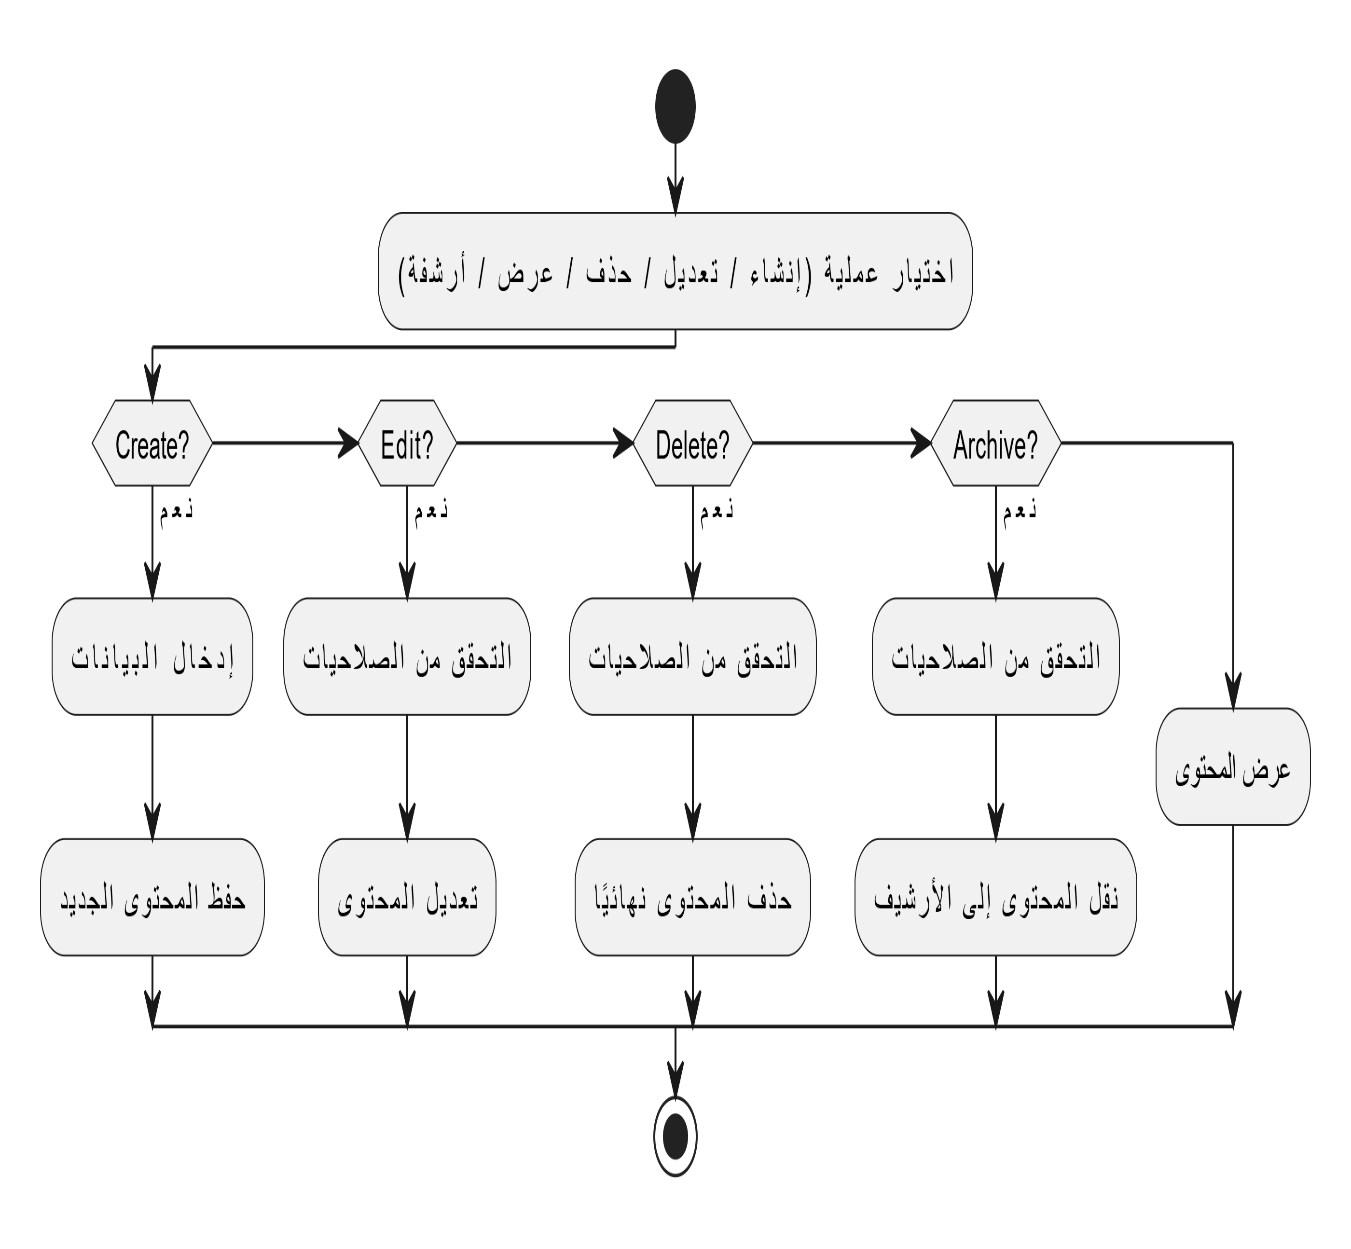 اختيار عملية (إنشاء / تعديل / حذف / عرض / أرشفة)
Create?
Edit?
Delete?
Archive?
نعم
نعم
نعم
نعم
إدخال البيانات
التحقق من الصلاحيات
التحقق من الصلاحيات
التحقق من الصلاحيات
عرض المحتوى
حفظ المحتوى الجديد
تعديل المحتوى
حذف المحتوى نهائيًا
نقل المحتوى إلى الأرشيف